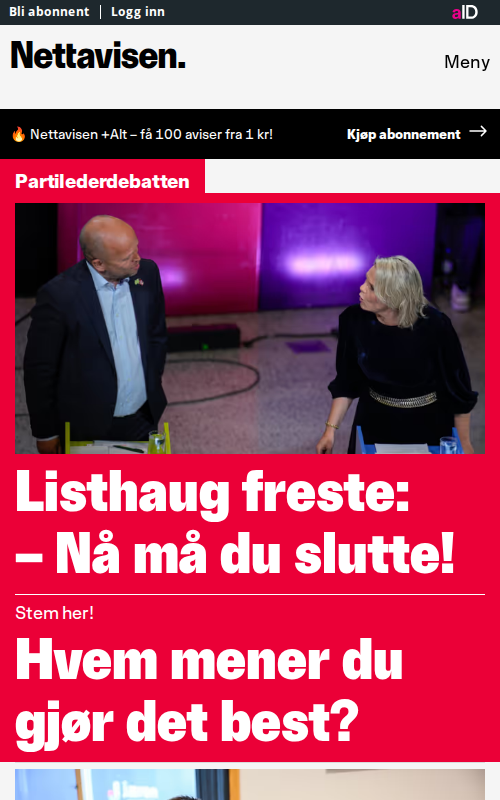 Bli abonnent | Logg inn
aID
Nettavisen.
Meny
🔥 Nettavisen +Alt – få 100 aviser fra 1 kr!
Kjøp abonnement →
Partilederdebatten
Listhaug freste:
– Nå må du slutte!
Stem her!
Hvem mener du
gjør det best?